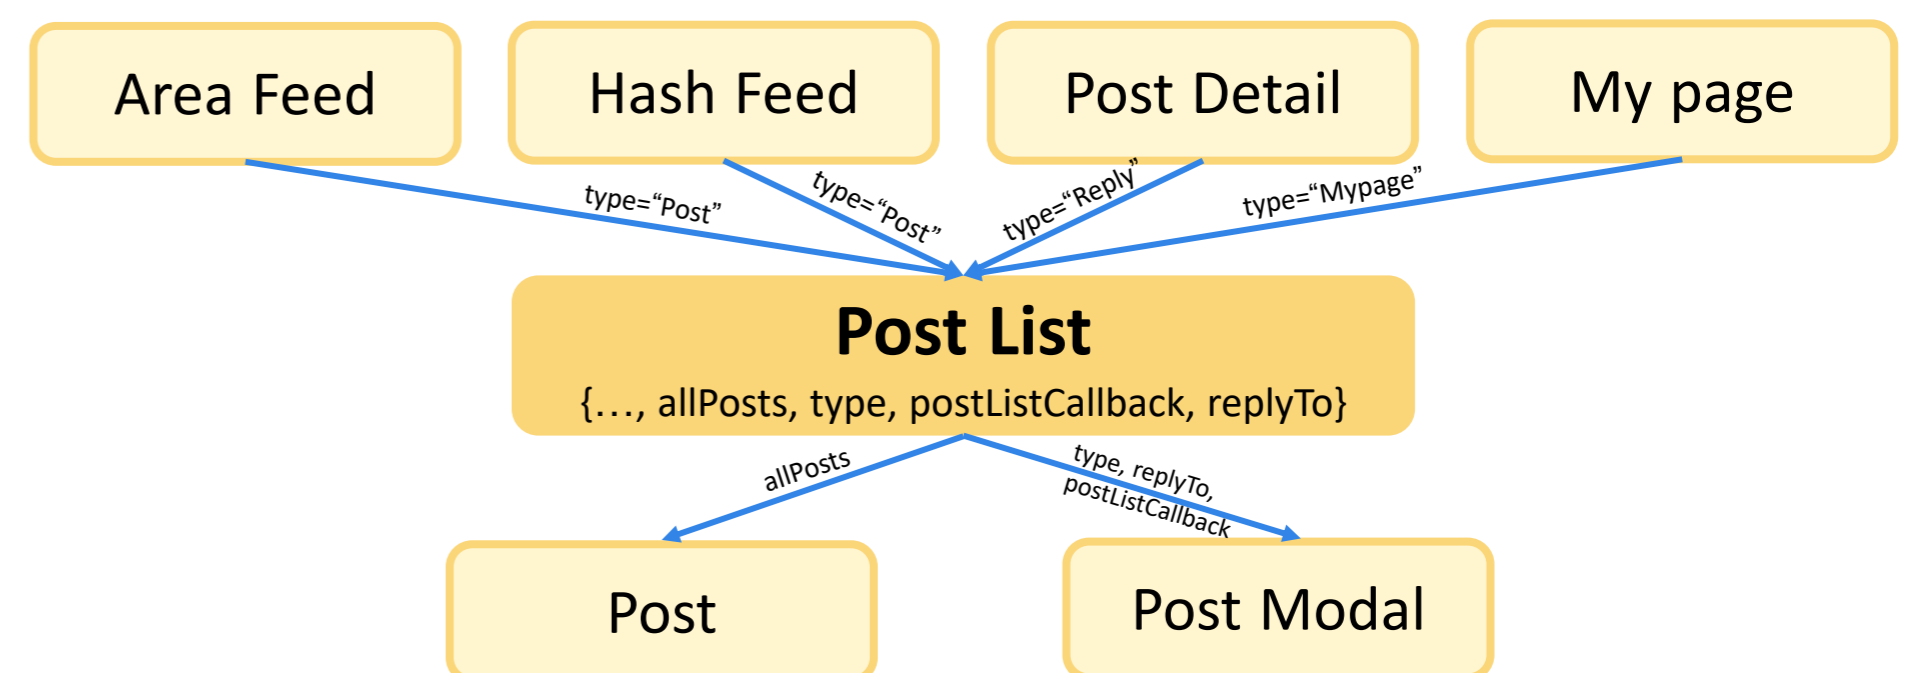 Area Feed
Hash Feed
Post Detail
My page
type=“Post”
type=“Post”
type=“Reply”
type=“Mypage”
Post List
{…, allPosts, type, postListCallback, replyTo}
allPosts
type, replyTo,
postListCallback
Post
Post Modal